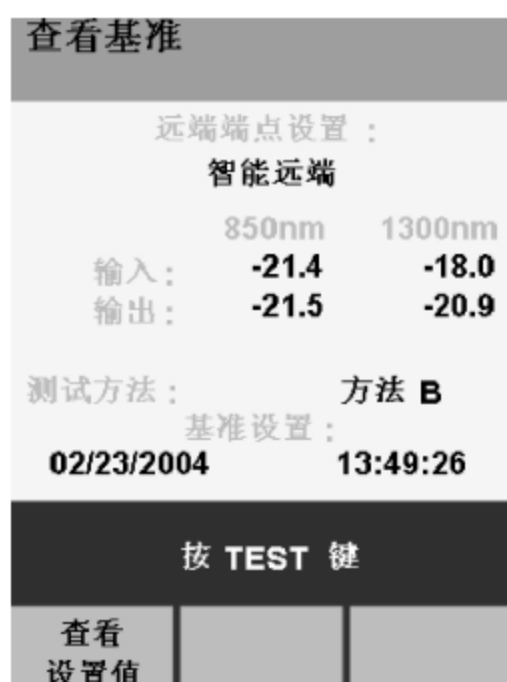 查看基准
远端端点设置：
智能远端
850nm 1300nm
输入： -21.4 -18.0
输出： -21.5 -20.9
测试方法： 方法 B
基准设置：
02/23/2004 13:49:26
按 TEST 键
查看
设置值